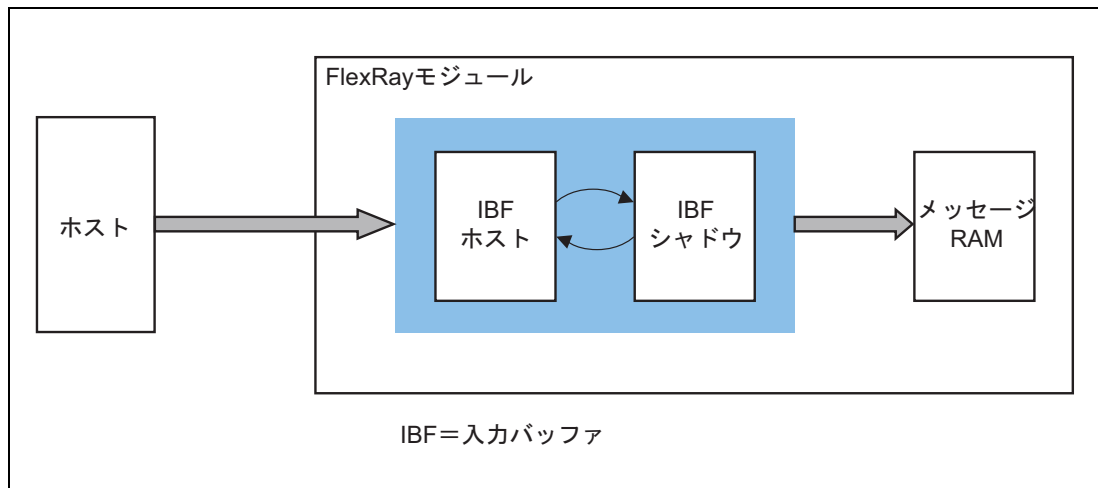 FlexRayモジュール
ホスト
IBF
ホスト
IBF
シャドウ
メッセージ
RAM
IBF=入力バッファ